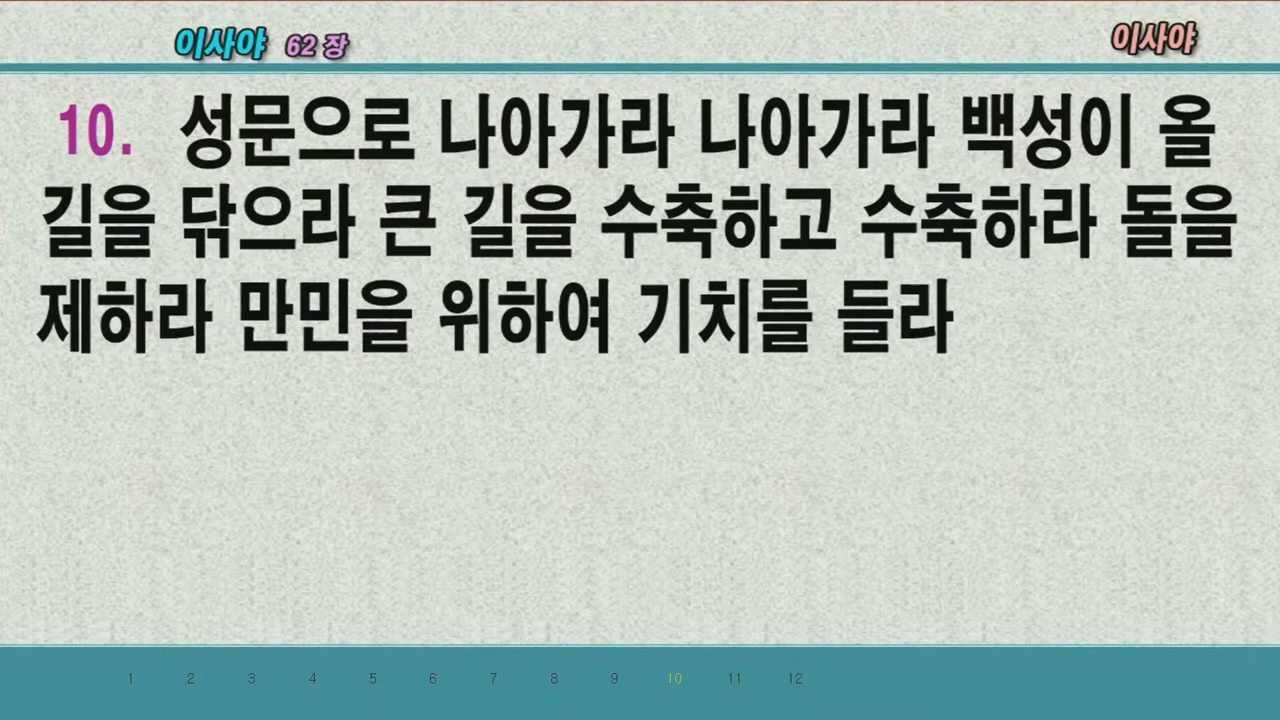 이사야 62 장 이사야
10. 성문으로 나아가라 나아가라 백성이 올
길을 닦으라 큰 길을 수축하고 수축하라 돌을
제하라 만민을 위하여 기치를 들라
1 2 3 4 5 6 7 8 9 10 11 12